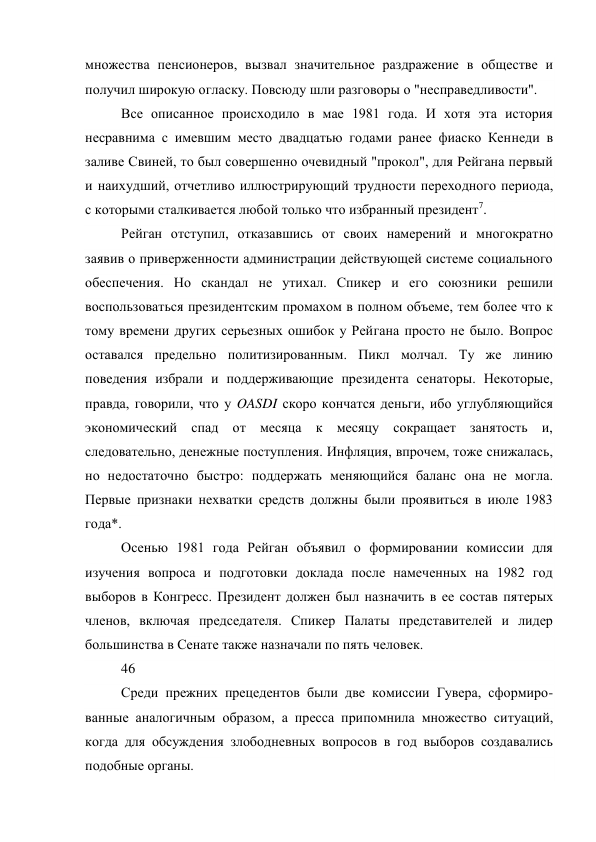 множества пенсионеров, вызвал значительное раздражение в обществе и
получил широкую огласку. Повсюду шли разговоры о "несправедливости".
Все описанное происходило в мае 1981 года. И хотя эта история
несравнима с имевшим место двадцатью годами ранее фиаско Кеннеди в
заливе Свиней, то был совершенно очевидный "прокол", для Рейгана первый
и наихудший, отчетливо иллюстрирующий трудности переходного периода,
с которыми сталкивается любой только что избранный президент7.
Рейган отступил, отказавшись от своих намерений и многократно
заявив о приверженности администрации действующей системе социального
обеспечения. Но скандал не утихал. Спикер и его союзники решили
воспользоваться президентским промахом в полном объеме, тем более что к
тому времени других серьезных ошибок у Рейгана просто не было. Вопрос
оставался предельно политизированным. Пикл молчал. Ту же линию
поведения избрали и поддерживающие президента сенаторы. Некоторые,
правда, говорили, что у OASDI скоро кончатся деньги, ибо углубляющийся
экономический спад от месяца к месяцу сокращает занятость и,
следовательно, денежные поступления. Инфляция, впрочем, тоже снижалась,
но недостаточно быстро: поддержать меняющийся баланс она не могла.
Первые признаки нехватки средств должны были проявиться в июле 1983
года*.
Осенью 1981 года Рейган объявил о формировании комиссии для
изучения вопроса и подготовки доклада после намеченных на 1982 год
выборов в Конгресс. Президент должен был назначить в ее состав пятерых
членов, включая председателя. Спикер Палаты представителей и лидер
большинства в Сенате также назначали по пять человек.
46
Среди прежних прецедентов были две комиссии Гувера, сформиро-
ванные аналогичным образом, а пресса припомнила множество ситуаций,
когда для обсуждения злободневных вопросов в год выборов создавались
подобные органы.